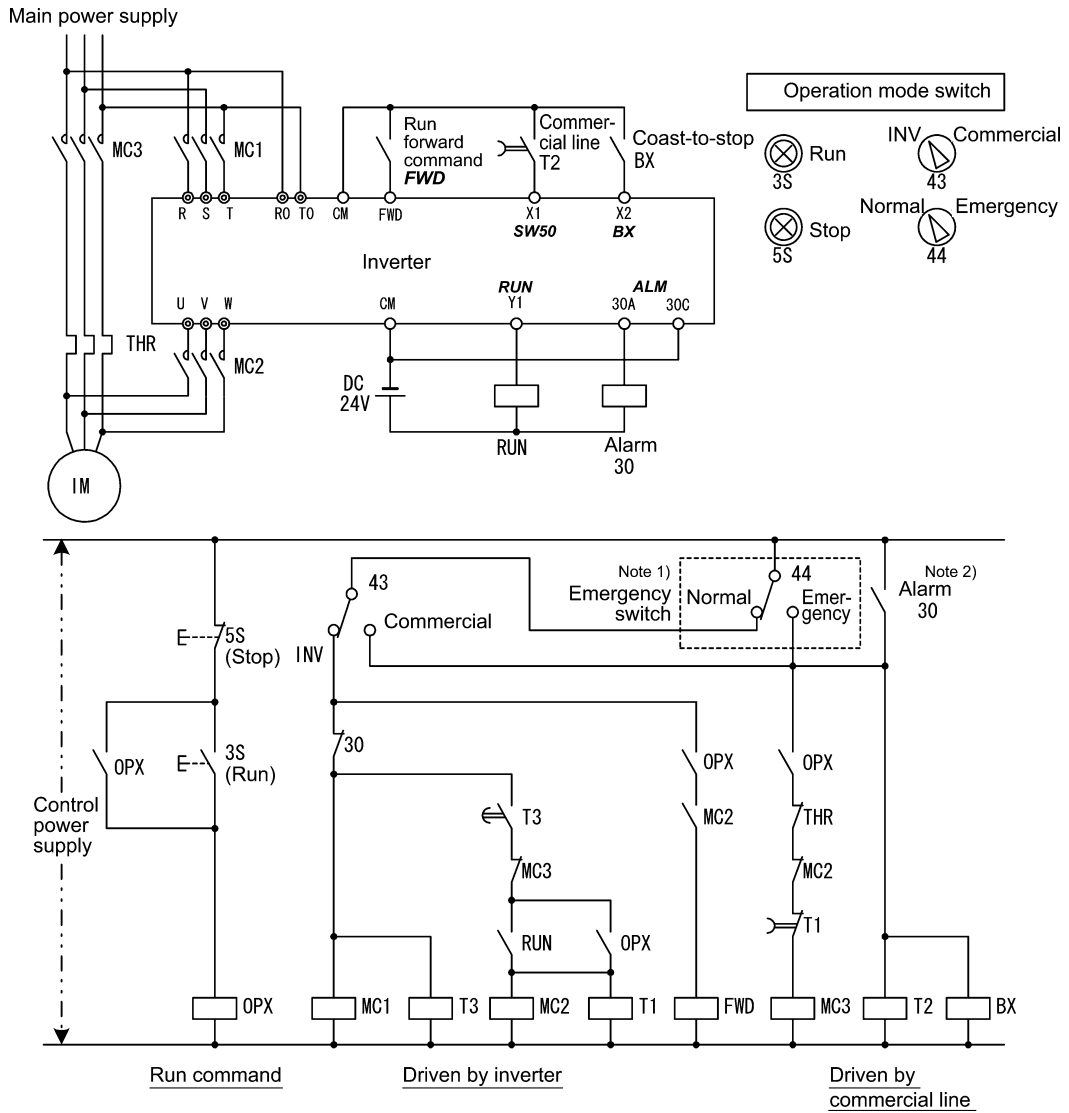 Main power supply
Operation mode switch
MC3
MC1
Run
forward
command
FWD
Commer-
cial line
T2
Coast-to-stop
BX
Run
3S
INV
Commercial
43
Stop
5S
Normal
Emergency
44
R S T R0 T0 CM FWD X1 X2
SW50 BX
Inverter
U V W CM
RUN
Y1
ALM
30A 30C
THR
MC2
DC
24V
RUN
Alarm
30
IM
43
Commercial
INV
Note 1)
Emergency
switch
Normal
44
Emer-
gency
Note 2)
Alarm
30
5S
(Stop)
OPX
3S
(Run)
30
Control
power
supply
T3
MC3
RUN
OPX
OPX
MC2
OPX
THR
MC2
T1
OPX
MC1
T3
MC2
T1
FWD
MC3
T2
BX
Run command
Driven by inverter
Driven by
commercial line